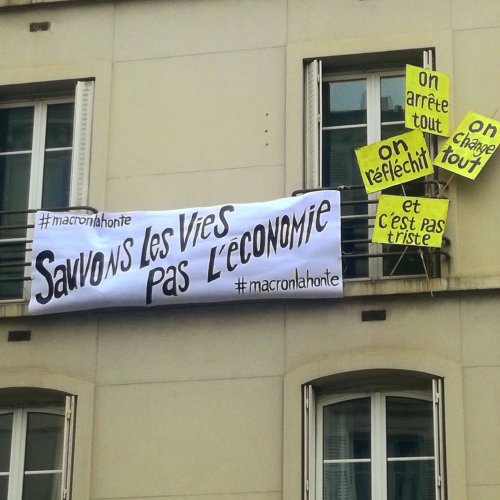 #macronlahonte
Sauvons Les Vies
pas L'économie
#macronlahonte
on
arrête
tout
on
réfléchit
on
change
tout
et
c'est pas
triste